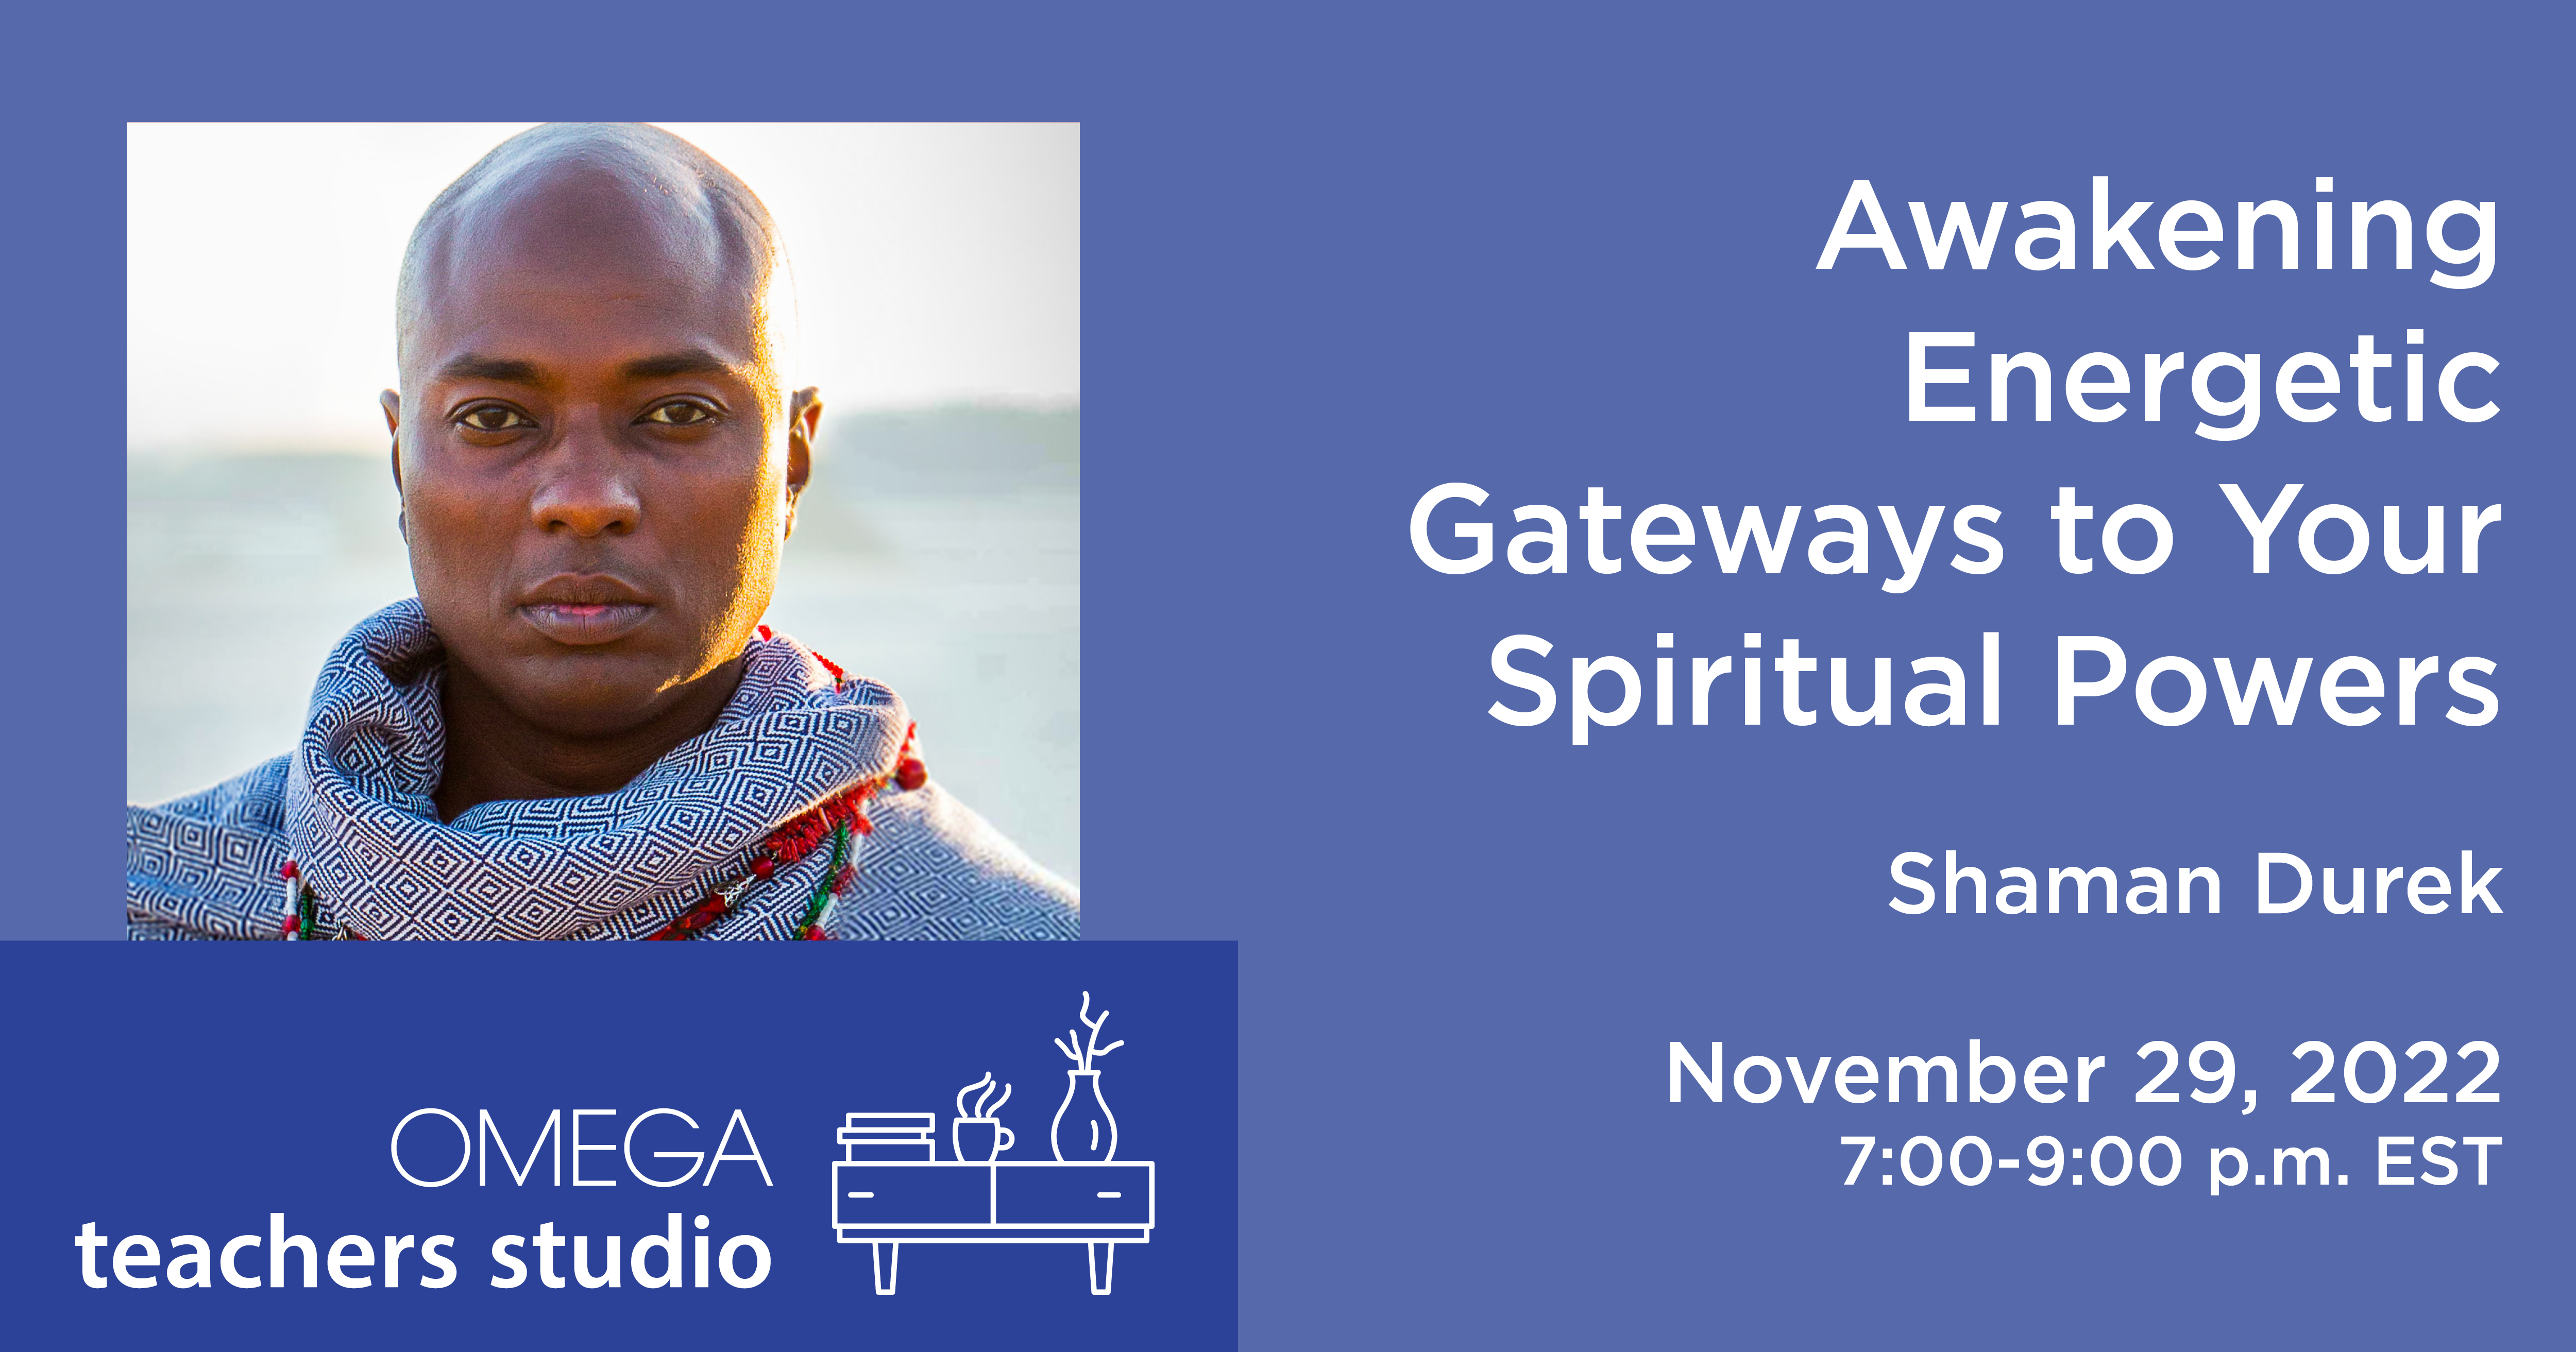 Awakening
Energetic
Gateways to Your
Spiritual Powers
Shaman Durek
November 29, 2022
7:00-9:00 p.m. EST
OMEGA
teachers studio